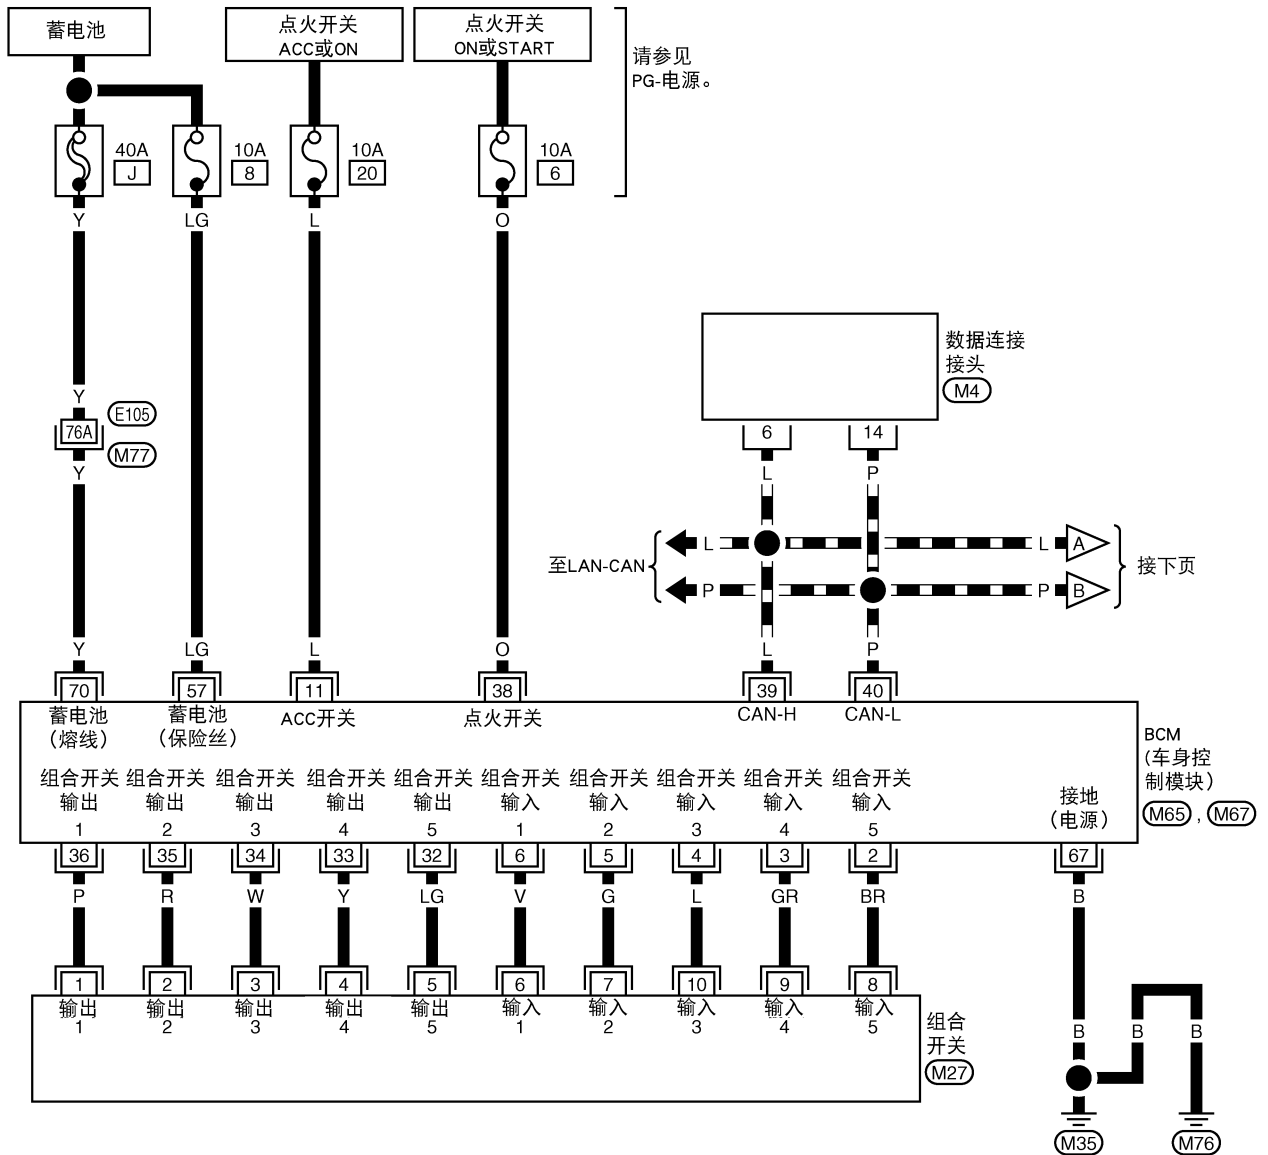 蓄电池
点火开关
ACC或ON
点火开关
ON或START
请参见
PG-电源。
40A
J
10A
8
10A
20
10A
6
Y
LG
L
O
Y
E105
76A
M77
Y
数据连接
接头
M4
6
14
L
P
L
L
A
至LAN-CAN
接下页
P
P
B
Y
LG
L
O
L
P
70
57
11
38
39
40
蓄电池
（熔线）
蓄电池
（保险丝）
ACC开关
点火开关
CAN-H
CAN-L
BCM
(车身控
制模块）
M65 , M67
组合开关
输出
1
组合开关
输出
2
组合开关
输出
3
组合开关
输出
4
组合开关
输出
5
组合开关
输入
1
组合开关
输入
2
组合开关
输入
3
组合开关
输入
4
组合开关
输入
5
接地
（电源）
36
35
34
33
32
6
5
4
3
2
67
P
R
W
Y
LG
V
G
L
GR
BR
B
1
2
3
4
5
6
7
10
9
8
输出
1
输出
2
输出
3
输出
4
输出
5
输入
1
输入
2
输入
3
输入
4
输入
5
组合
开关
M27
B
B
B
M35
M76